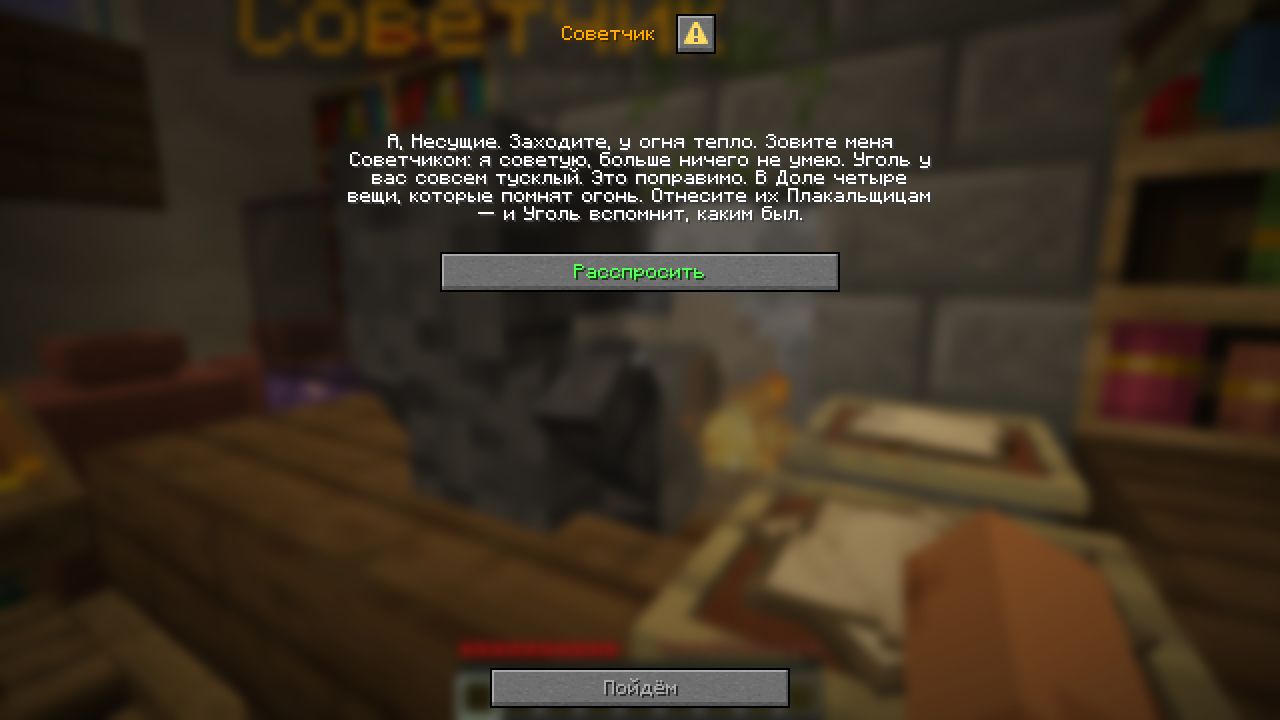 Советчик
Советчик
А, Несущие. Заходите, у огня тепло. Зовите меня
Советчиком: я советую, больше ничего не умею. Уголь у
вас совсем тусклый. Это поправимо. В Доле четыре
вещи, которые помнят огонь. Отнесите их Плакальщицам
— и Уголь вспомнит, каким был.
Расспросить
Пойдём